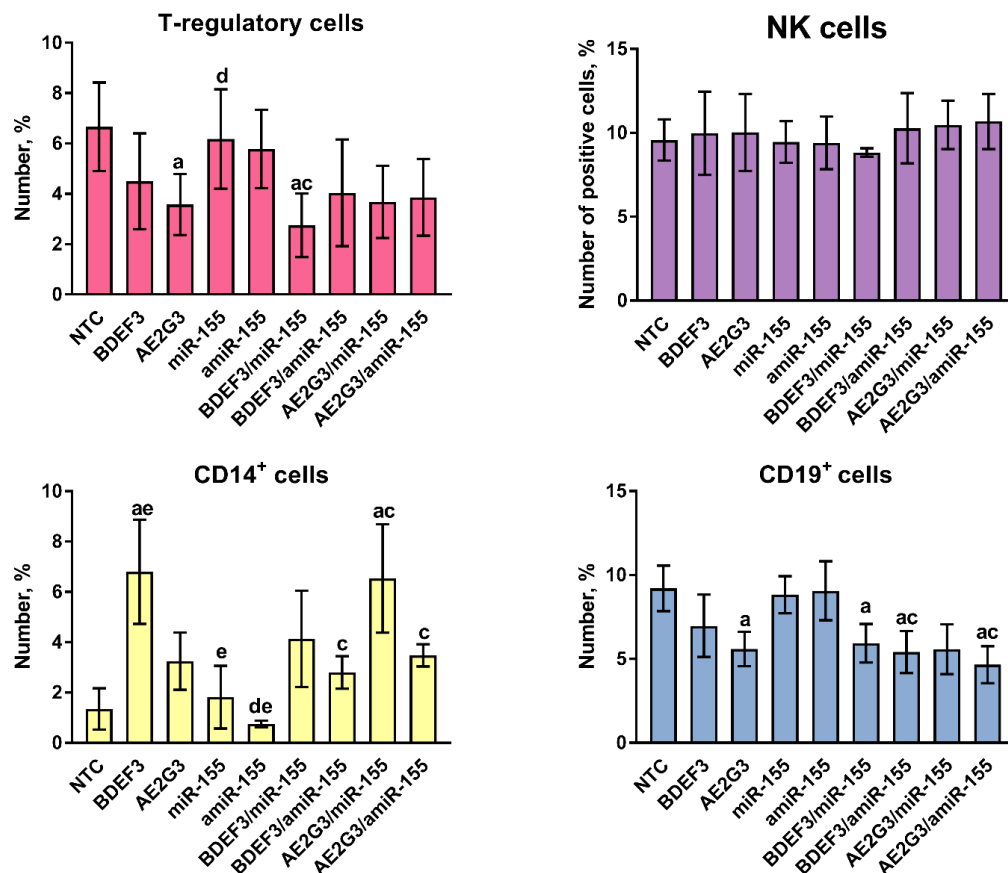 T-regulatory cells
Number, %
10
8
6
4
2
0
a
d
ac
NTC
BDEF3
AE2G3
miR-155
amiR-155
BDEF3/miR-155
BDEF3/amiR-155
AE2G3/miR-155
AE2G3/amiR-155
NK cells
Number of positive cells, %
15
10
5
0
NTC
BDEF3
AE2G3
miR-155
amiR-155
BDEF3/miR-155
BDEF3/amiR-155
AE2G3/miR-155
AE2G3/amiR-155
CD14⁺ cells
Number, %
10
8
6
4
2
0
ae
e
de
c
ac
c
NTC
BDEF3
AE2G3
miR-155
amiR-155
BDEF3/miR-155
BDEF3/amiR-155
AE2G3/miR-155
AE2G3/amiR-155
CD19⁺ cells
Number, %
15
10
5
0
a
a
ac
ac
NTC
BDEF3
AE2G3
miR-155
amiR-155
BDEF3/miR-155
BDEF3/amiR-155
AE2G3/miR-155
AE2G3/amiR-155